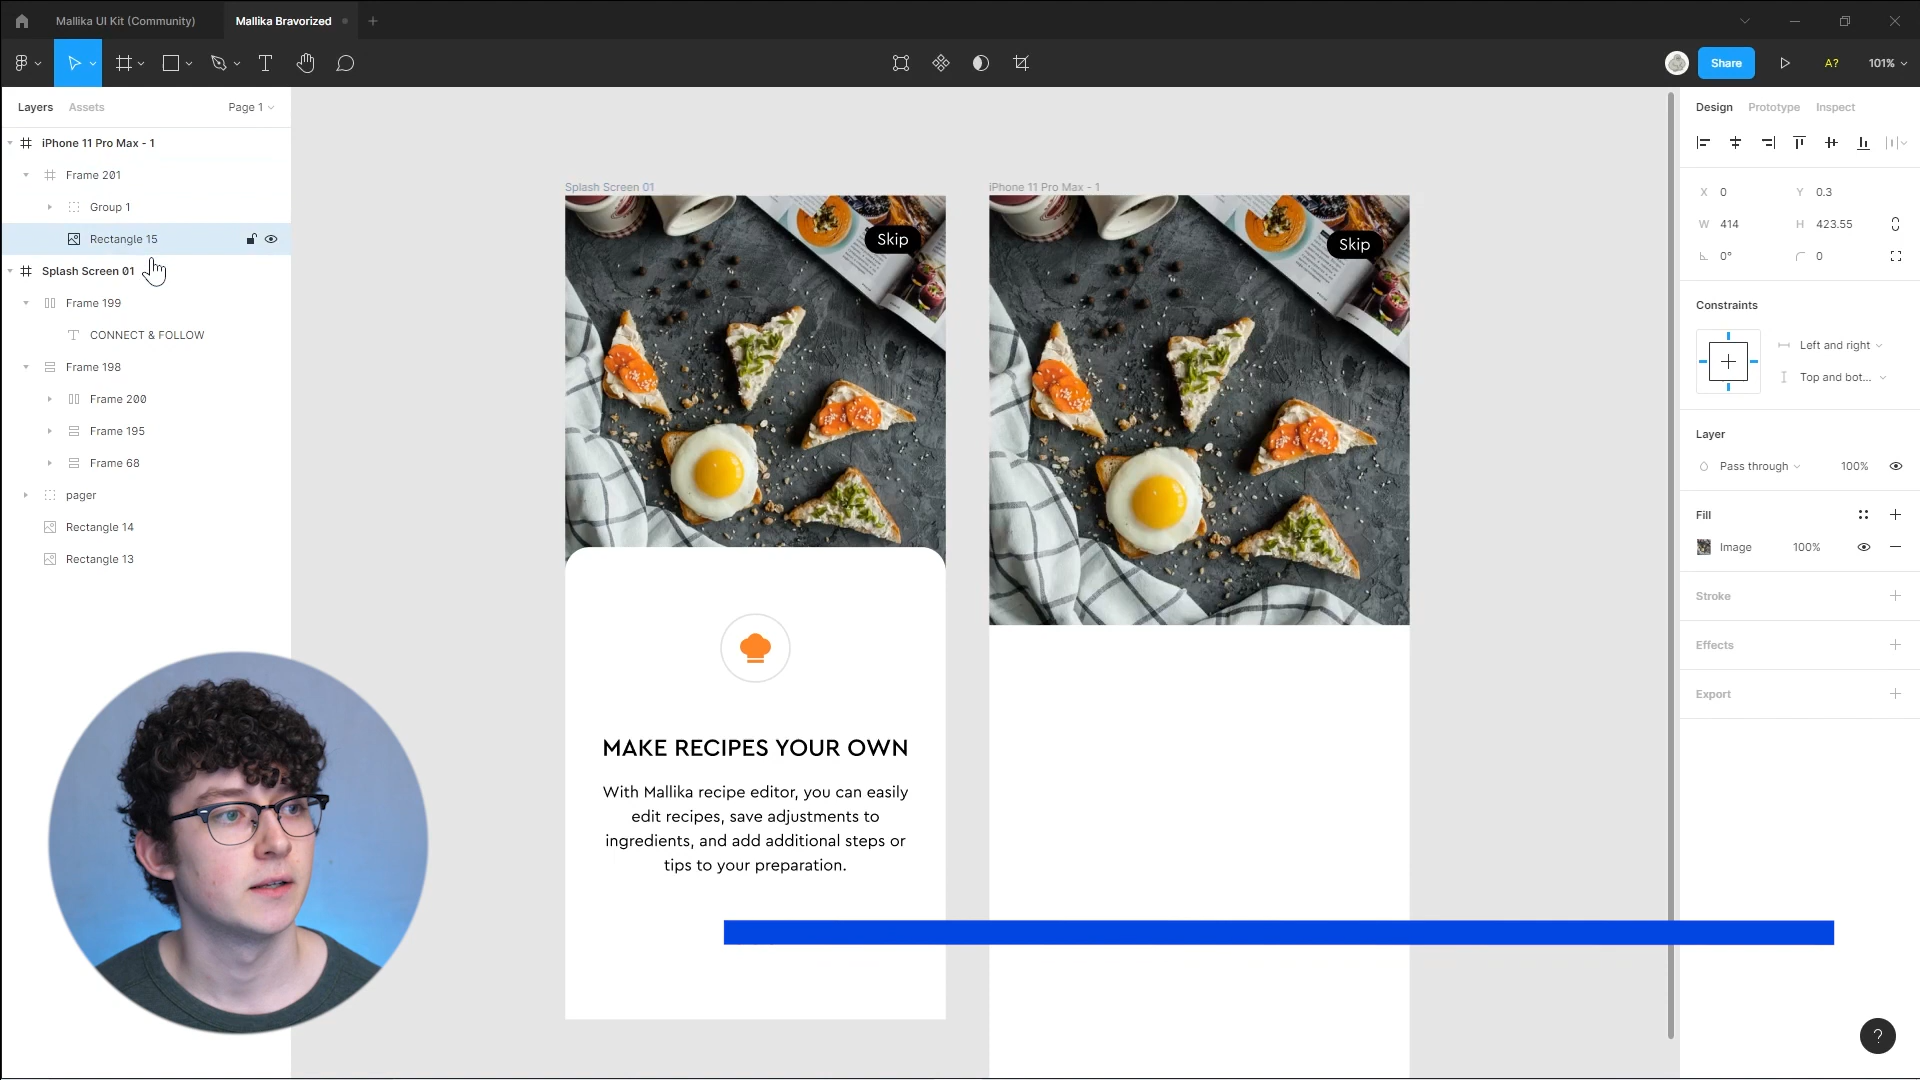 Mallika UI Kit (Community)
Mallika Bravorized
Share
A?
101%
Layers
Assets
Page 1
iPhone 11 Pro Max - 1
Frame 201
Group 1
Rectangle 15
Splash Screen 01
Frame 199
CONNECT & FOLLOW
Frame 198
Frame 200
Frame 195
Frame 68
pager
Rectangle 14
Rectangle 13
Splash Screen 01
Skip
MAKE RECIPES YOUR OWN
With Mallika recipe editor, you can easily
edit recipes, save adjustments to
ingredients, and add additional steps or
tips to your preparation.
iPhone 11 Pro Max - 1
Skip
Design
Prototype
Inspect
X 0 Y 0.3
W 414 H 423.55
0° 0
Constraints
Left and right
Top and bot...
Layer
Pass through 100%
Fill
Image 100%
Stroke
Effects
Export
?